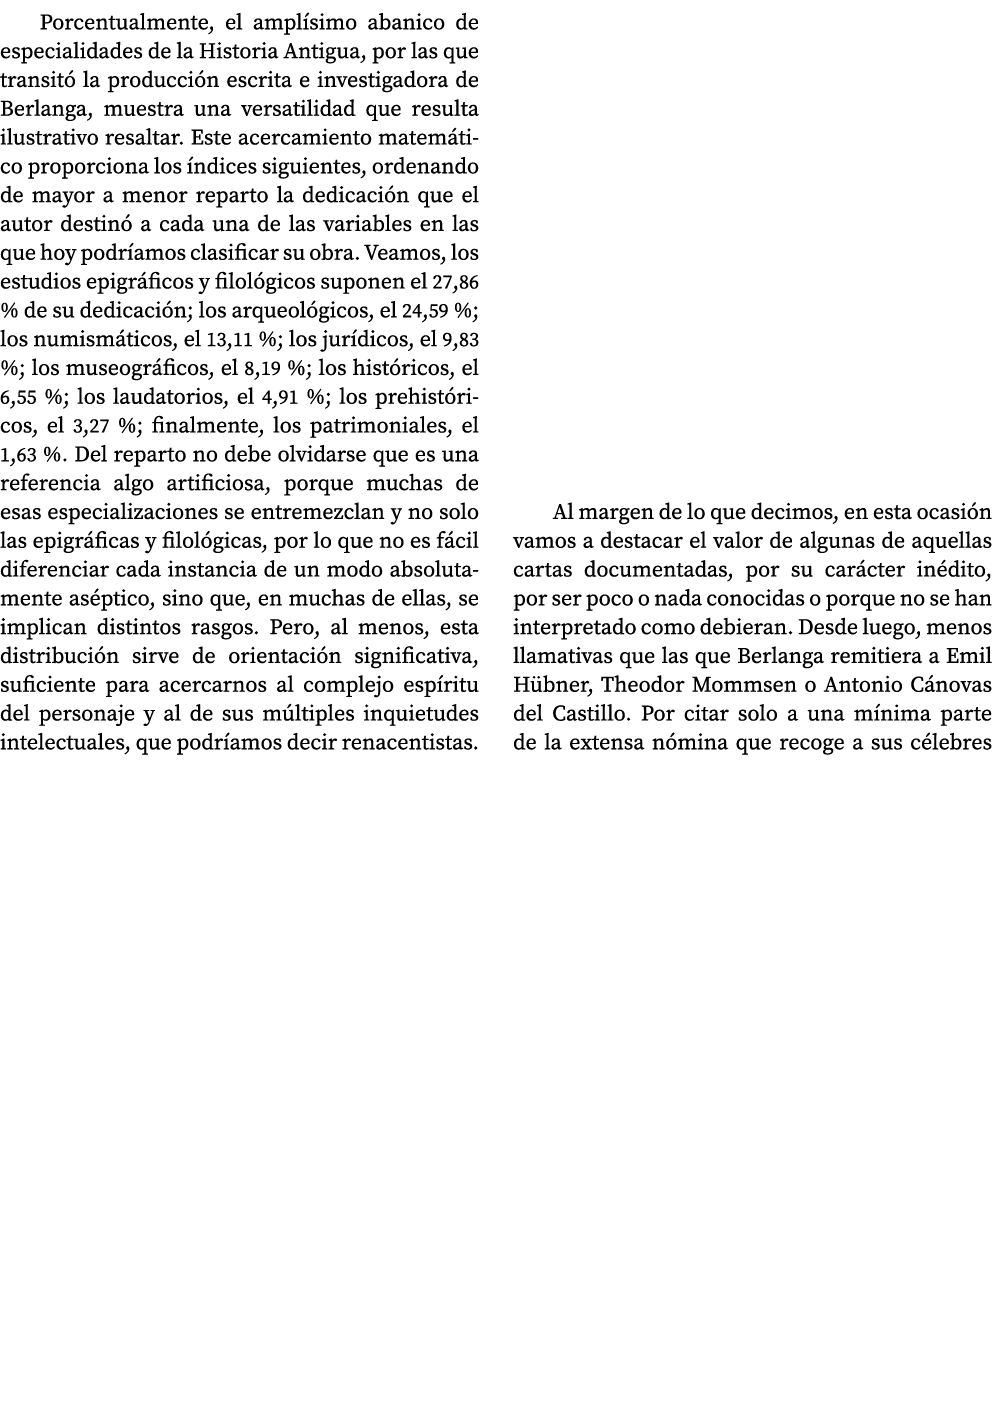 Porcentualmente, el amplísimo abanico de
especialidades de la Historia Antigua, por las que
transitó la producción escrita e investigadora de
Berlanga, muestra una versatilidad que resulta
ilustrativo resaltar. Este acercamiento matemáti-
co proporciona los índices siguientes, ordenando
de mayor a menor reparto la dedicación que el
autor destinó a cada una de las variables en las
que hoy podríamos clasificar su obra. Veamos, los
estudios epigráficos y filológicos suponen el 27,86
% de su dedicación; los arqueológicos, el 24,59 %;
los numismáticos, el 13,11 %; los jurídicos, el 9,83
%; los museográficos, el 8,19 %; los históricos, el
6,55 %; los laudatorios, el 4,91 %; los prehistóri-
cos, el 3,27 %; finalmente, los patrimoniales, el
1,63 %. Del reparto no debe olvidarse que es una
referencia algo artificiosa, porque muchas de
esas especializaciones se entremezclan y no solo
las epigráficas y filológicas, por lo que no es fácil
diferenciar cada instancia de un modo absoluta-
mente aséptico, sino que, en muchas de ellas, se
implican distintos rasgos. Pero, al menos, esta
distribución sirve de orientación significativa,
suficiente para acercarnos al complejo espíritu
del personaje y al de sus múltiples inquietudes
intelectuales, que podríamos decir renacentistas.
Al margen de lo que decimos, en esta ocasión
vamos a destacar el valor de algunas de aquellas
cartas documentadas, por su carácter inédito,
por ser poco o nada conocidas o porque no se han
interpretado como debieran. Desde luego, menos
llamativas que las que Berlanga remitiera a Emil
Hübner, Theodor Mommsen o Antonio Cánovas
del Castillo. Por citar solo a una mínima parte
de la extensa nómina que recoge a sus célebres